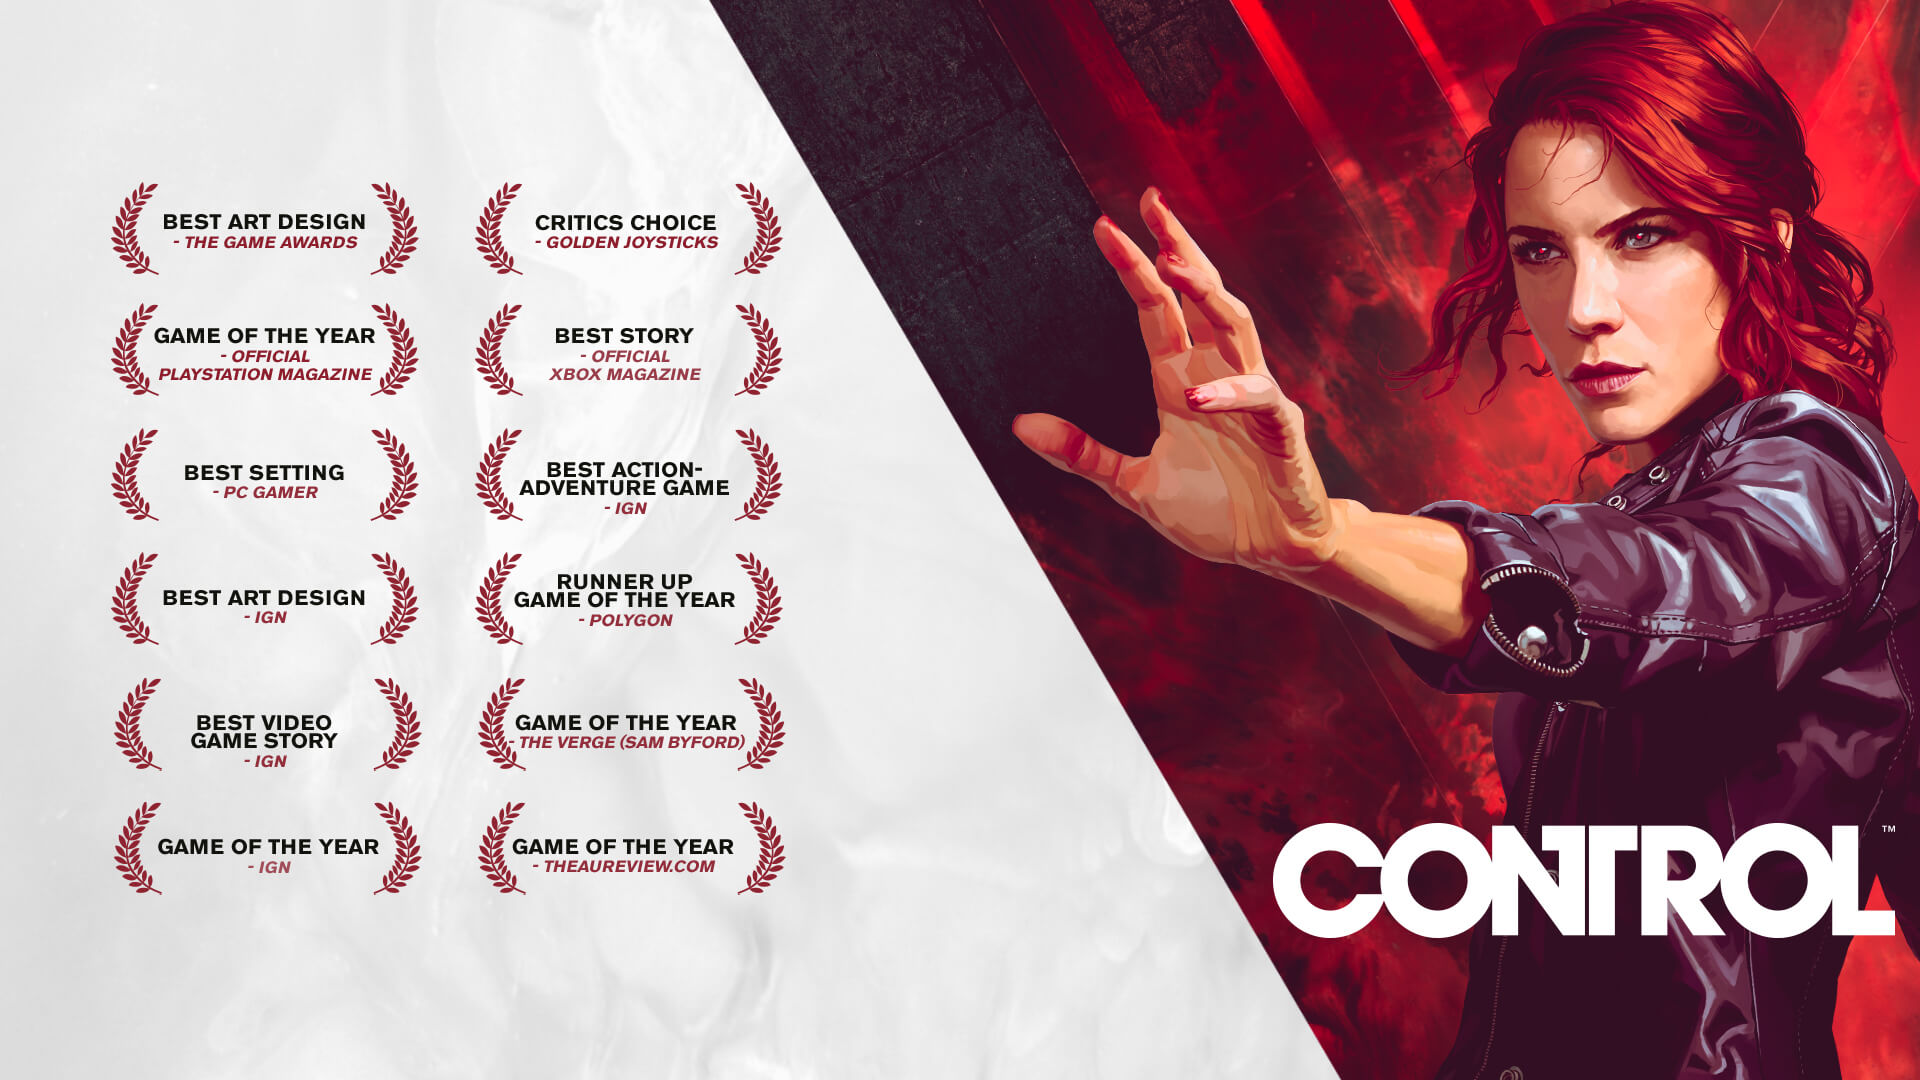 BEST ART DESIGN
- THE GAME AWARDS
CRITICS CHOICE
- GOLDEN JOYSTICKS
GAME OF THE YEAR
- OFFICIAL
PLAYSTATION MAGAZINE
BEST STORY
- OFFICIAL
XBOX MAGAZINE
BEST SETTING
- PC GAMER
BEST ACTION-
ADVENTURE GAME
- IGN
BEST ART DESIGN
- IGN
RUNNER UP
GAME OF THE YEAR
- POLYGON
BEST VIDEO
GAME STORY
- IGN
GAME OF THE YEAR
- THE VERGE (SAM BYFORD)
GAME OF THE YEAR
- IGN
GAME OF THE YEAR
- THEAUREVIEW.COM
CONTROL™